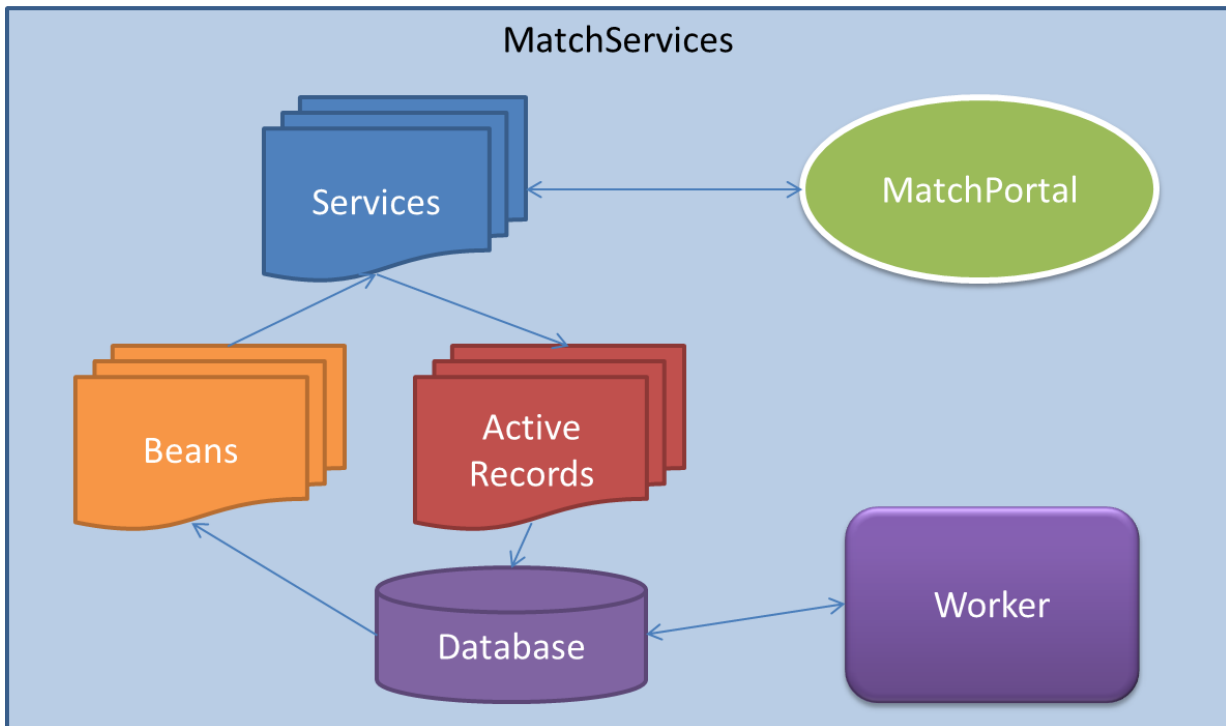 MatchServices
Services
MatchPortal
Beans
Active
Records
Database
Worker